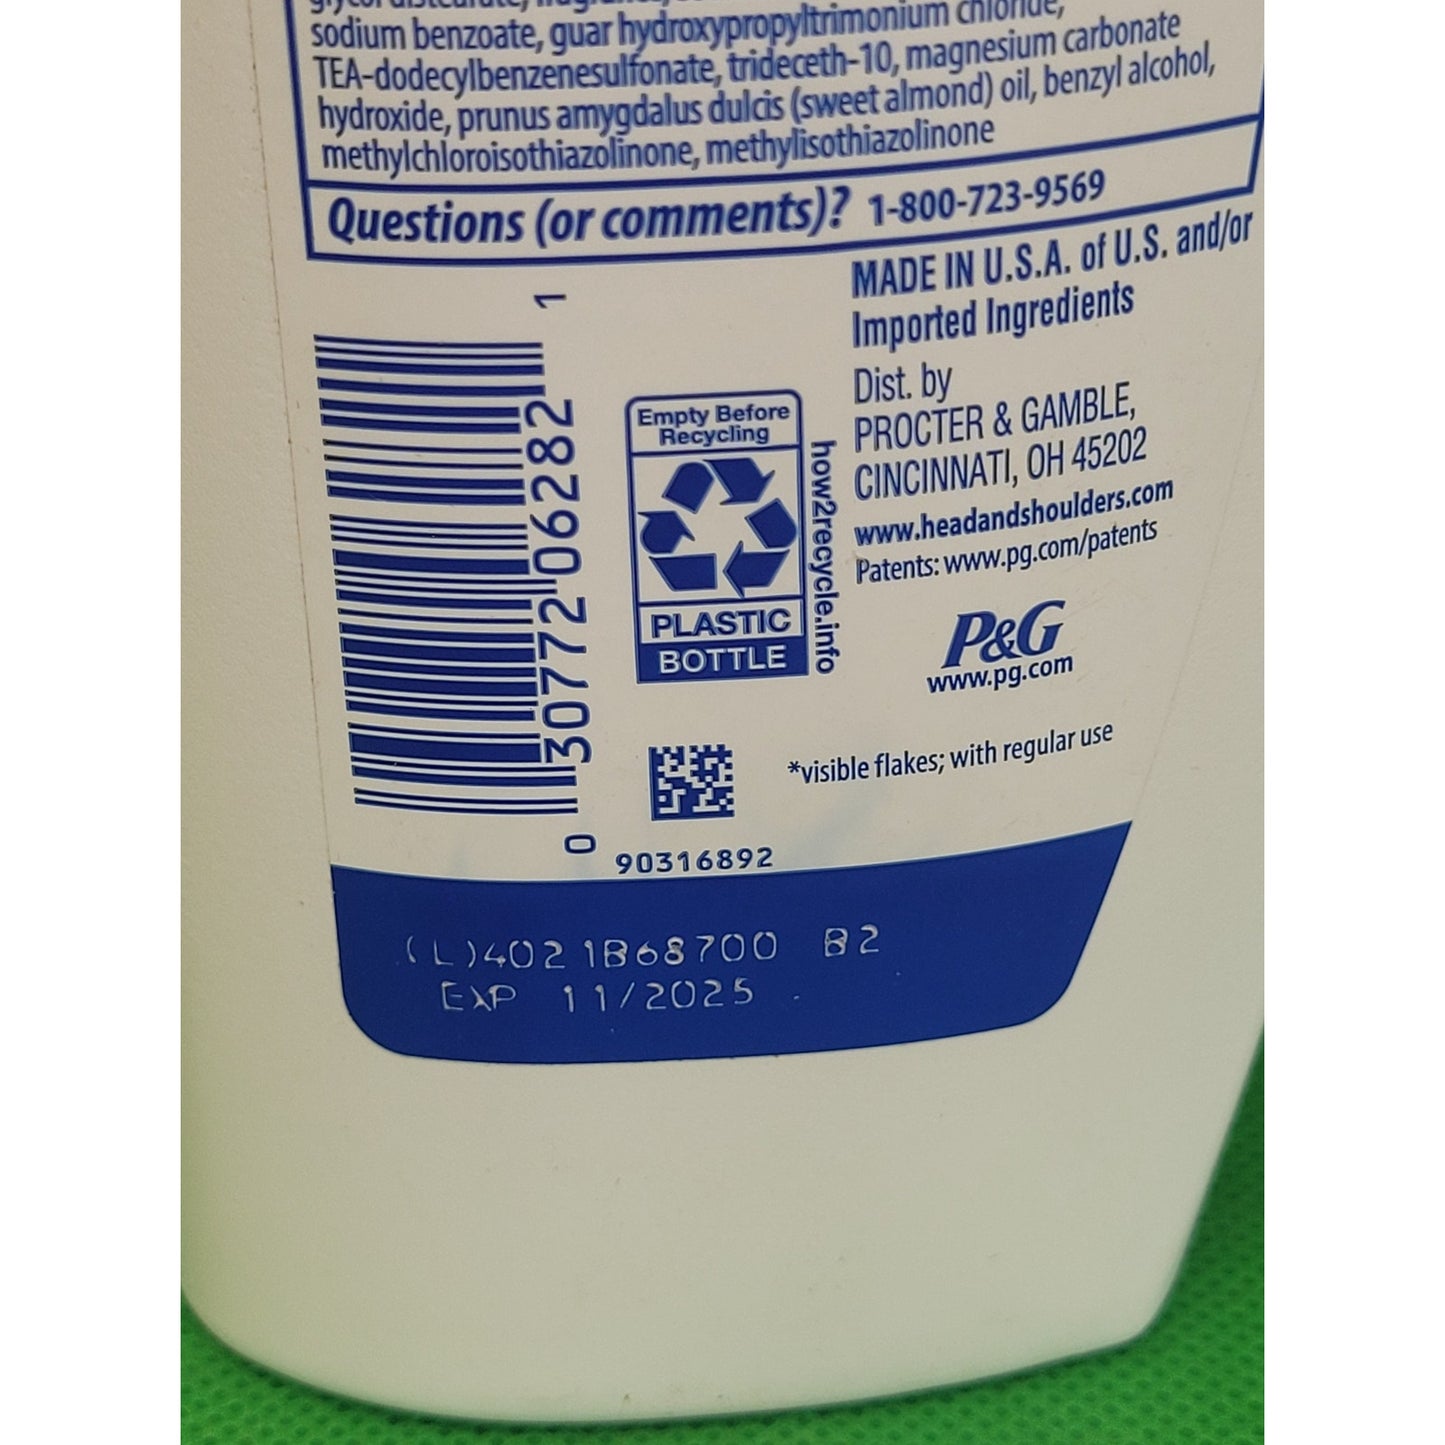 glycol distearate, fragrance,
sodium benzoate, guar hydroxypropyltrimonium chloride,
TEA-dodecylbenzenesulfonate, trideceth-10, magnesium carbonate
hydroxide, prunus amygdalus dulcis (sweet almond) oil, benzyl alcohol,
methylchloroisothiazolinone, methylisothiazolinone
Questions (or comments)? 1-800-723-9569
MADE IN U.S.A. of U.S. and/or
Imported Ingredients
Dist. by
PROCTER & GAMBLE,
CINCINNATI, OH 45202
www.headandshoulders.com
Patents: www.pg.com/patents
P&G
www.pg.com
*visible flakes; with regular use
Empty Before
Recycling
PLASTIC
BOTTLE
how2recycle.info
0 30772 06282 1
90316892
(L)4021B68700 B2
EXP 11/2025